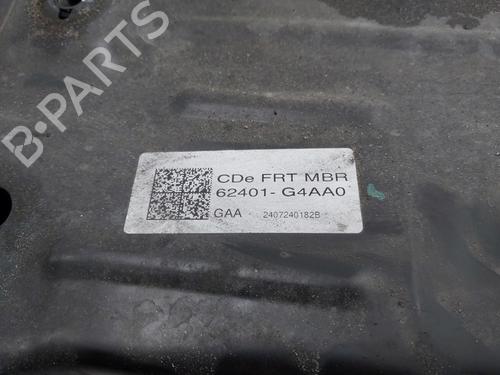 B-PARTS
CDe FRT MBR
62401- G4AA0
GAA 2407240182B